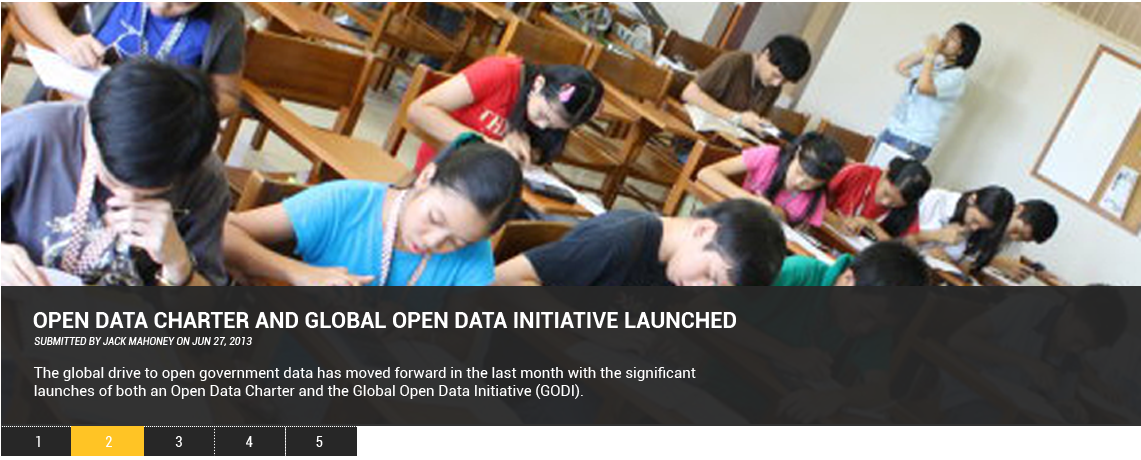 OPEN DATA CHARTER AND GLOBAL OPEN DATA INITIATIVE LAUNCHED
SUBMITTED BY JACK MAHONEY ON JUN 27, 2013
The global drive to open government data has moved forward in the last month with the significant
launches of both an Open Data Charter and the Global Open Data Initiative (GODI).
1 2 3 4 5